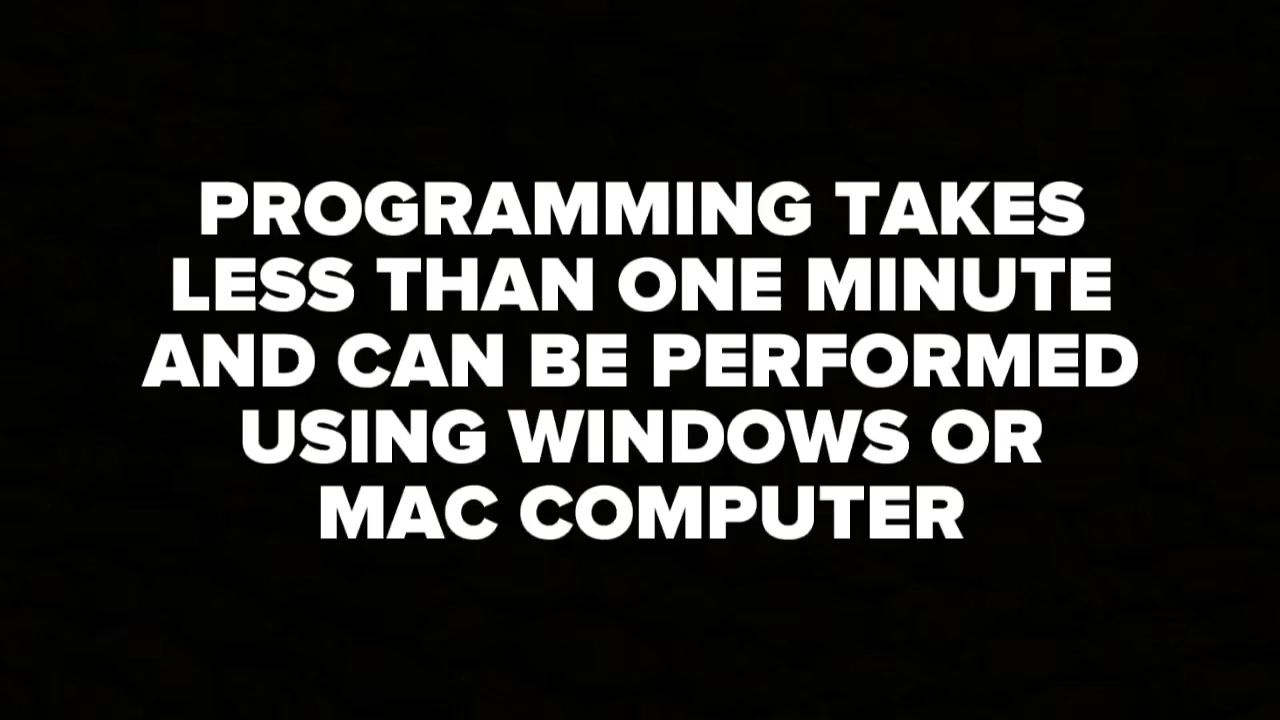 PROGRAMMING TAKES
LESS THAN ONE MINUTE
AND CAN BE PERFORMED
USING WINDOWS OR
MAC COMPUTER